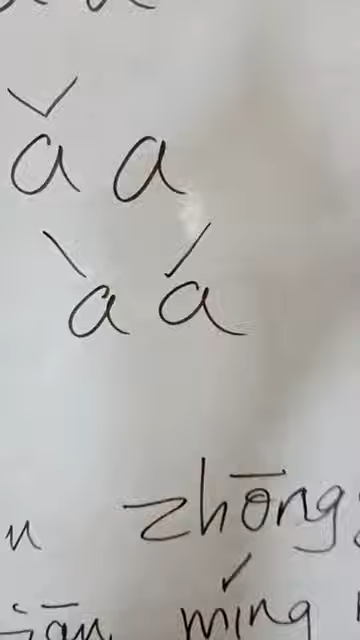 ǎ a
à á
zhōng
míng